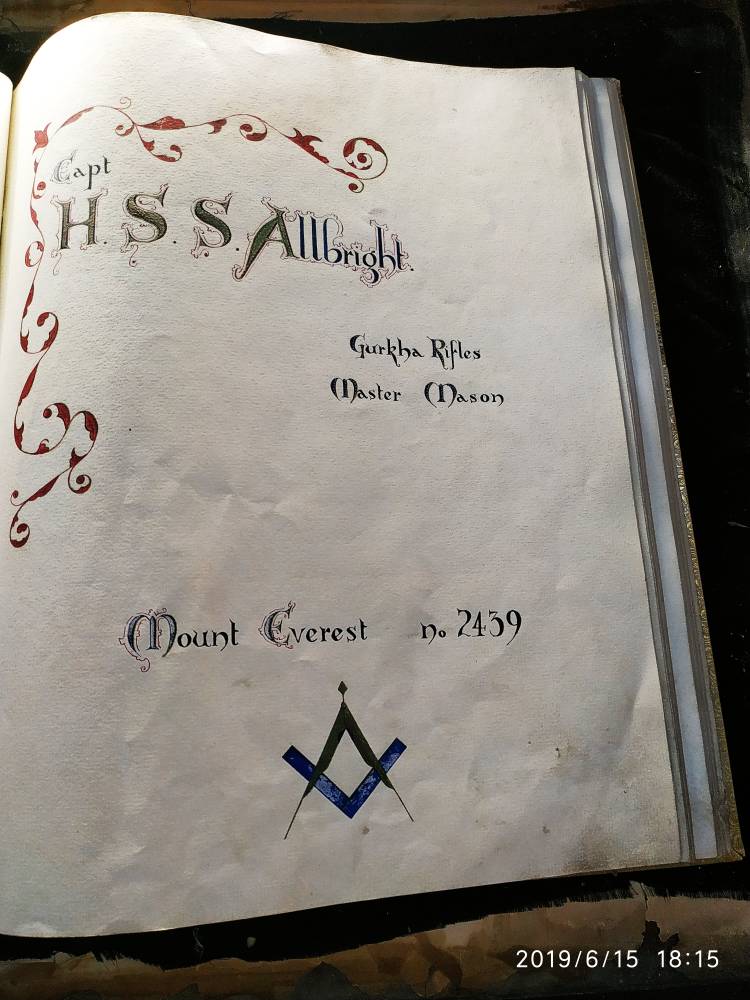 Capt
H. S. S. Allbright.
Gurkha Rifles
Master Mason
Mount Everest no 2439
2019/6/15 18:15